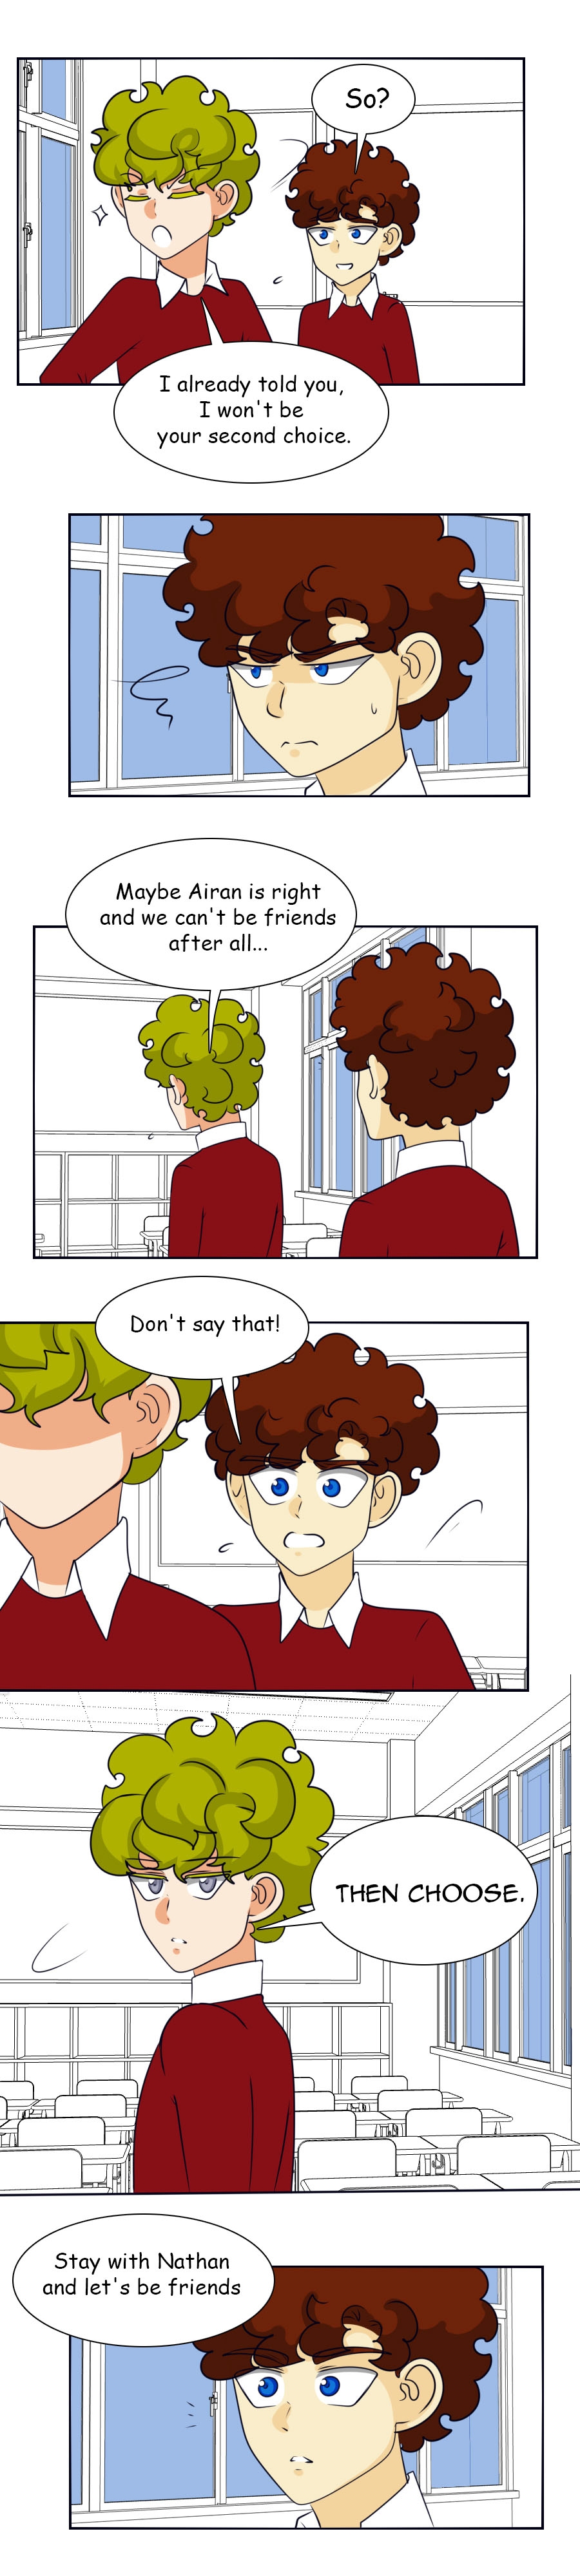 So?
I already told you,
I won't be
your second choice.
Maybe Airan is right
and we can't be friends
after all...
Don't say that!
THEN CHOOSE.
Stay with Nathan
and let's be friends